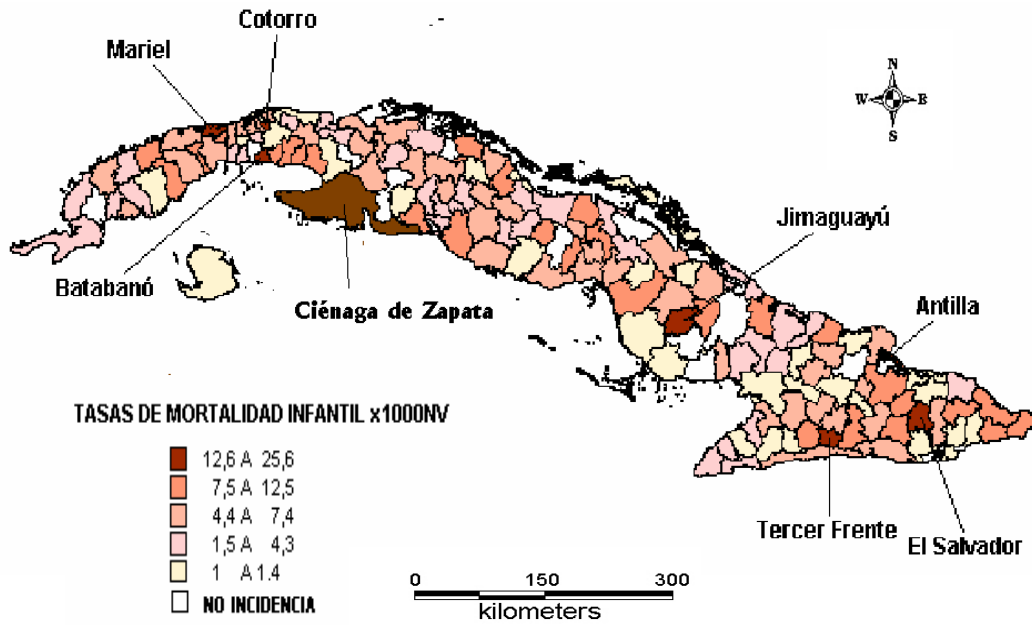 Cotorro
Mariel
N
W E
S
Jimaguayú
Batabanó
Ciénaga de Zapata
Antilla
TASAS DE MORTALIDAD INFANTIL x1000NV
12,6 A 25,6
7,5 A 12,5
4,4 A 7,4
1,5 A 4,3
1 A 1.4
NO INCIDENCIA
Tercer Frente
El Salvador
0 150 300
kilometers